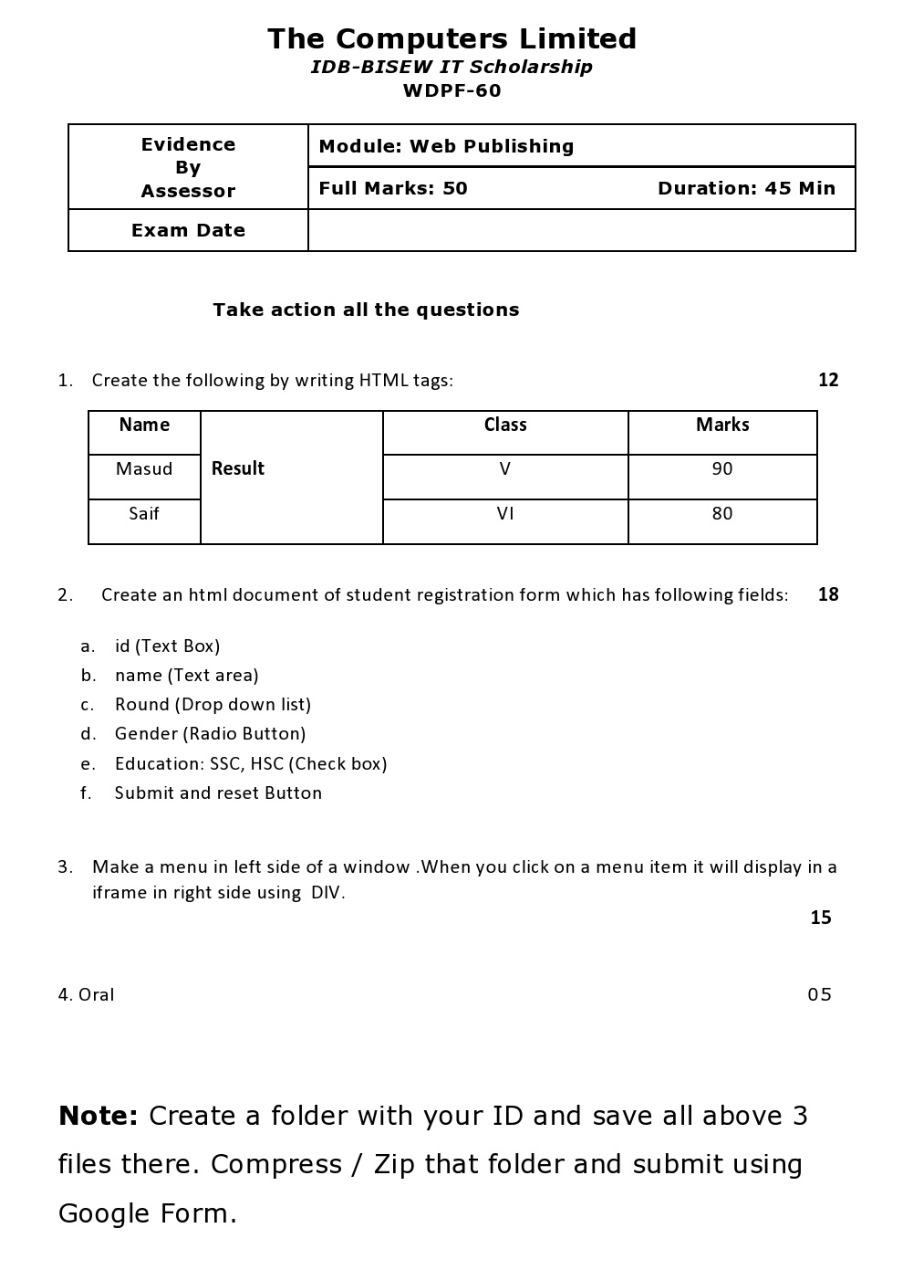 The Computers Limited
IDB-BISEW IT Scholarship
WDPF-60
Evidence
By
Assessor
Module: Web Publishing
Full Marks: 50 Duration: 45 Min
Exam Date
Take action all the questions
1. Create the following by writing HTML tags: 12
Name Class Marks
Masud Result V 90
Saif VI 80
2. Create an html document of student registration form which has following fields: 18
a. id (Text Box)
b. name (Text area)
c. Round (Drop down list)
d. Gender (Radio Button)
e. Education: SSC, HSC (Check box)
f. Submit and reset Button
3. Make a menu in left side of a window .When you click on a menu item it will display in a
iframe in right side using DIV.
15
4. Oral 05
Note: Create a folder with your ID and save all above 3
files there. Compress / Zip that folder and submit using
Google Form.